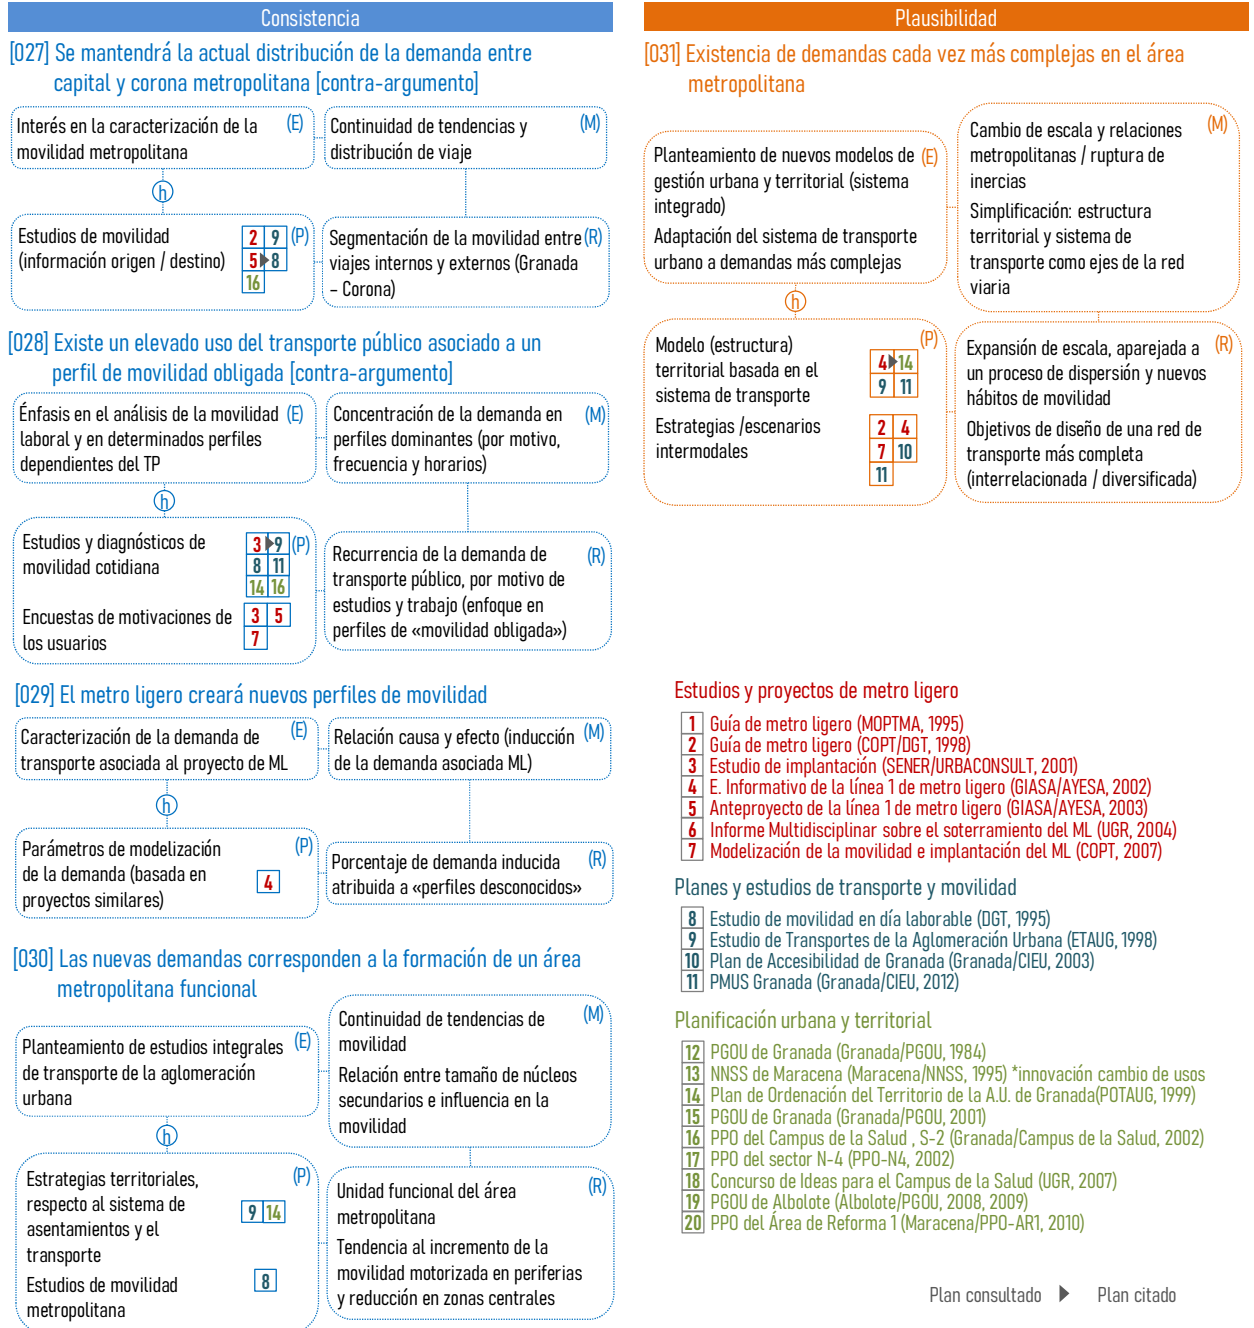 Consistencia
[027] Se mantendrá la actual distribución de la demanda entre
capital y corona metropolitana [contra-argumento]
Interés en la caracterización de la (E)
movilidad metropolitana
Continuidad de tendencias y (M)
distribución de viaje
h
Estudios de movilidad (P)
(información origen / destino)
2 9
5 ▶ 8
16
Segmentación de la movilidad entre (R)
viajes internos y externos (Granada
– Corona)
[028] Existe un elevado uso del transporte público asociado a un
perfil de movilidad obligada [contra-argumento]
Énfasis en el análisis de la movilidad (E)
laboral y en determinados perfiles
dependientes del TP
Concentración de la demanda en (M)
perfiles dominantes (por motivo,
frecuencia y horarios)
h
Estudios y diagnósticos de (P)
movilidad cotidiana
3 ▶ 9
8 11
14 16
Encuestas de motivaciones de
los usuarios
3 5
7
Recurrencia de la demanda de (R)
transporte público, por motivo de
estudios y trabajo (enfoque en
perfiles de «movilidad obligada»)
[029] El metro ligero creará nuevos perfiles de movilidad
Caracterización de la demanda de (E)
transporte asociada al proyecto de ML
Relación causa y efecto (inducción (M)
de la demanda asociada ML)
h
Parámetros de modelización (P)
de la demanda (basada en
proyectos similares)
4
Porcentaje de demanda inducida (R)
atribuida a «perfiles desconocidos»
[030] Las nuevas demandas corresponden a la formación de un área
metropolitana funcional
Planteamiento de estudios integrales (E)
de transporte de la aglomeración
urbana
Continuidad de tendencias de (M)
movilidad
Relación entre tamaño de núcleos
secundarios e influencia en la
movilidad
h
Estrategias territoriales, (P)
respecto al sistema de
asentamientos y el
transporte
9 14
Estudios de movilidad
metropolitana
8
Unidad funcional del área (R)
metropolitana
Tendencia al incremento de la
movilidad motorizada en periferias
y reducción en zonas centrales
Plausibilidad
[031] Existencia de demandas cada vez más complejas en el área
metropolitana
Planteamiento de nuevos modelos de (E)
gestión urbana y territorial (sistema
integrado)
Adaptación del sistema de transporte
urbano a demandas más complejas
Cambio de escala y relaciones (M)
metropolitanas / ruptura de
inercias
Simplificación: estructura
territorial y sistema de
transporte como ejes de la red
viaria
h
Modelo (estructura) (P)
territorial basada en el
sistema de transporte
4 ▶ 14
9 11
Estrategias /escenarios
intermodales
2 4
7 10
11
Expansión de escala, aparejada a (R)
un proceso de dispersión y nuevos
hábitos de movilidad
Objetivos de diseño de una red de
transporte más completa
(interrelacionada / diversificada)
Estudios y proyectos de metro ligero
1 Guía de metro ligero (MOPTMA, 1995)
2 Guía de metro ligero (COPT/DGT, 1998)
3 Estudio de implantación (SENER/URBACONSULT, 2001)
4 E. Informativo de la línea 1 de metro ligero (GIASA/AYESA, 2002)
5 Anteproyecto de la línea 1 de metro ligero (GIASA/AYESA, 2003)
6 Informe Multidisciplinar sobre el soterramiento del ML (UGR, 2004)
7 Modelización de la movilidad e implantación del ML (COPT, 2007)
Planes y estudios de transporte y movilidad
8 Estudio de movilidad en día laborable (DGT, 1995)
9 Estudio de Transportes de la Aglomeración Urbana (ETAUG, 1998)
10 Plan de Accesibilidad de Granada (Granada/CIEU, 2003)
11 PMUS Granada (Granada/CIEU, 2012)
Planificación urbana y territorial
12 PGOU de Granada (Granada/PGOU, 1984)
13 NNSS de Maracena (Maracena/NNSS, 1995) *innovación cambio de usos
14 Plan de Ordenación del Territorio de la A.U. de Granada(POTAUG, 1999)
15 PGOU de Granada (Granada/PGOU, 2001)
16 PPO del Campus de la Salud , S-2 (Granada/Campus de la Salud, 2002)
17 PPO del sector N-4 (PPO-N4, 2002)
18 Concurso de Ideas para el Campus de la Salud (UGR, 2007)
19 PGOU de Albolote (Albolote/PGOU, 2008, 2009)
20 PPO del Área de Reforma 1 (Maracena/PPO-AR1, 2010)
Plan consultado ▶ Plan citado